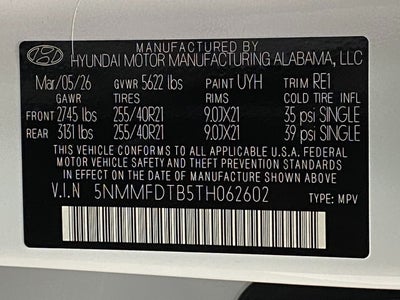 MANUFACTURED BY
HYUNDAI MOTOR MANUFACTURING ALABAMA, LLC
Mar/05/26 GVWR 5622 lbs PAINT UYH TRIM RE1
GAWR TIRES RIMS COLD TIRE INFL
FRONT 2745 lbs 255/40R21 9.0JX21 35 psi SINGLE
REAR 3131 lbs 255/40R21 9.0JX21 39 psi SINGLE
THIS VEHICLE CONFORMS TO ALL APPLICABLE U.S.A. FEDERAL
MOTOR VEHICLE SAFETY AND THEFT PREVENTION STANDARDS
IN EFFECT ON THE DATE OF MANUFACTURE SHOWN ABOVE.
V.I.N 5NMMFDTB5TH062602 TYPE: MPV